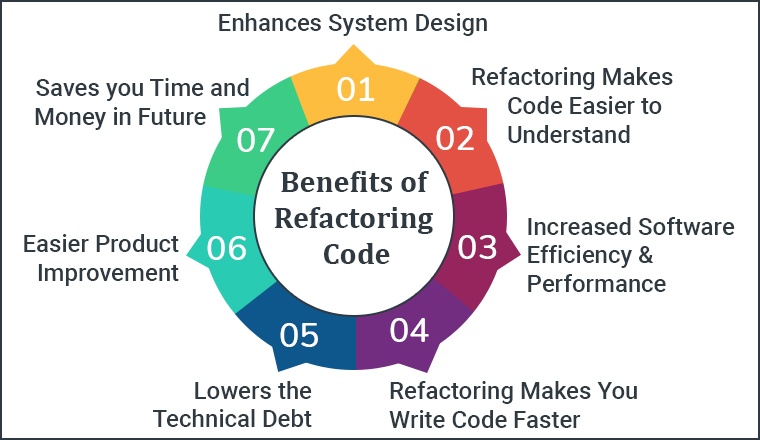 Enhances System Design
01
Refactoring Makes
Code Easier to
Understand
02
Increased Software
Efficiency &
Performance
03
Refactoring Makes You
Write Code Faster
04
Lowers the
Technical Debt
05
Easier Product
Improvement
06
Saves you Time and
Money in Future
07
Benefits of
Refactoring
Code